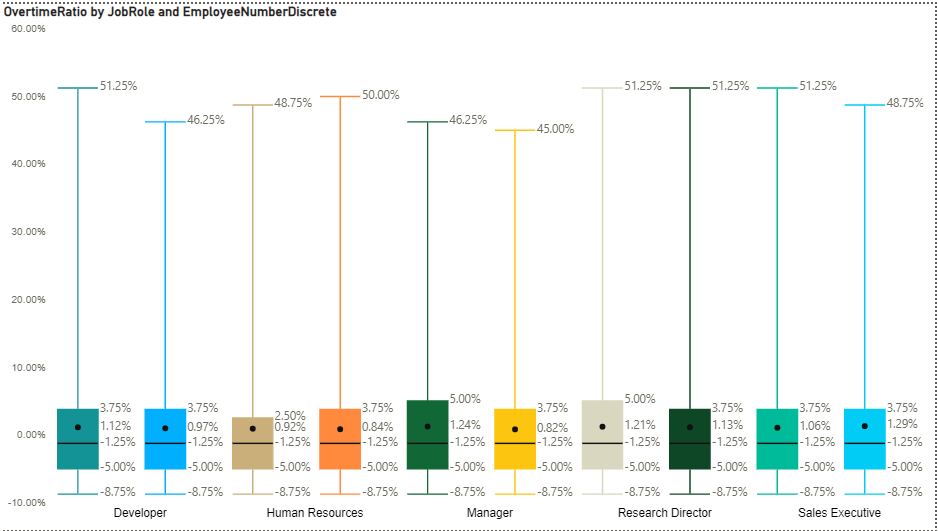 OvertimeRatio by JobRole and EmployeeNumberDiscrete
60.00%
51.25% 51.25% 51.25% 51.25%
50.00% 48.75% 50.00% 48.75%
46.25% 46.25% 45.00%
40.00%
30.00%
20.00%
10.00%
3.75% 3.75% 2.50% 3.75% 5.00% 3.75% 5.00% 3.75% 3.75% 3.75%
0.00% 1.12% 0.97% 0.92% 0.84% 1.24% 0.82% 1.21% 1.13% 1.06% 1.29%
-1.25% -1.25% -1.25% -1.25% -1.25% -1.25% -1.25% -1.25% -1.25% -1.25%
-5.00% -5.00% -5.00% -5.00% -5.00% -5.00% -5.00% -5.00% -5.00% -5.00%
-8.75% -8.75% -8.75% -8.75% -8.75% -8.75% -8.75% -8.75% -8.75% -8.75%
-10.00%
Developer Human Resources Manager Research Director Sales Executive